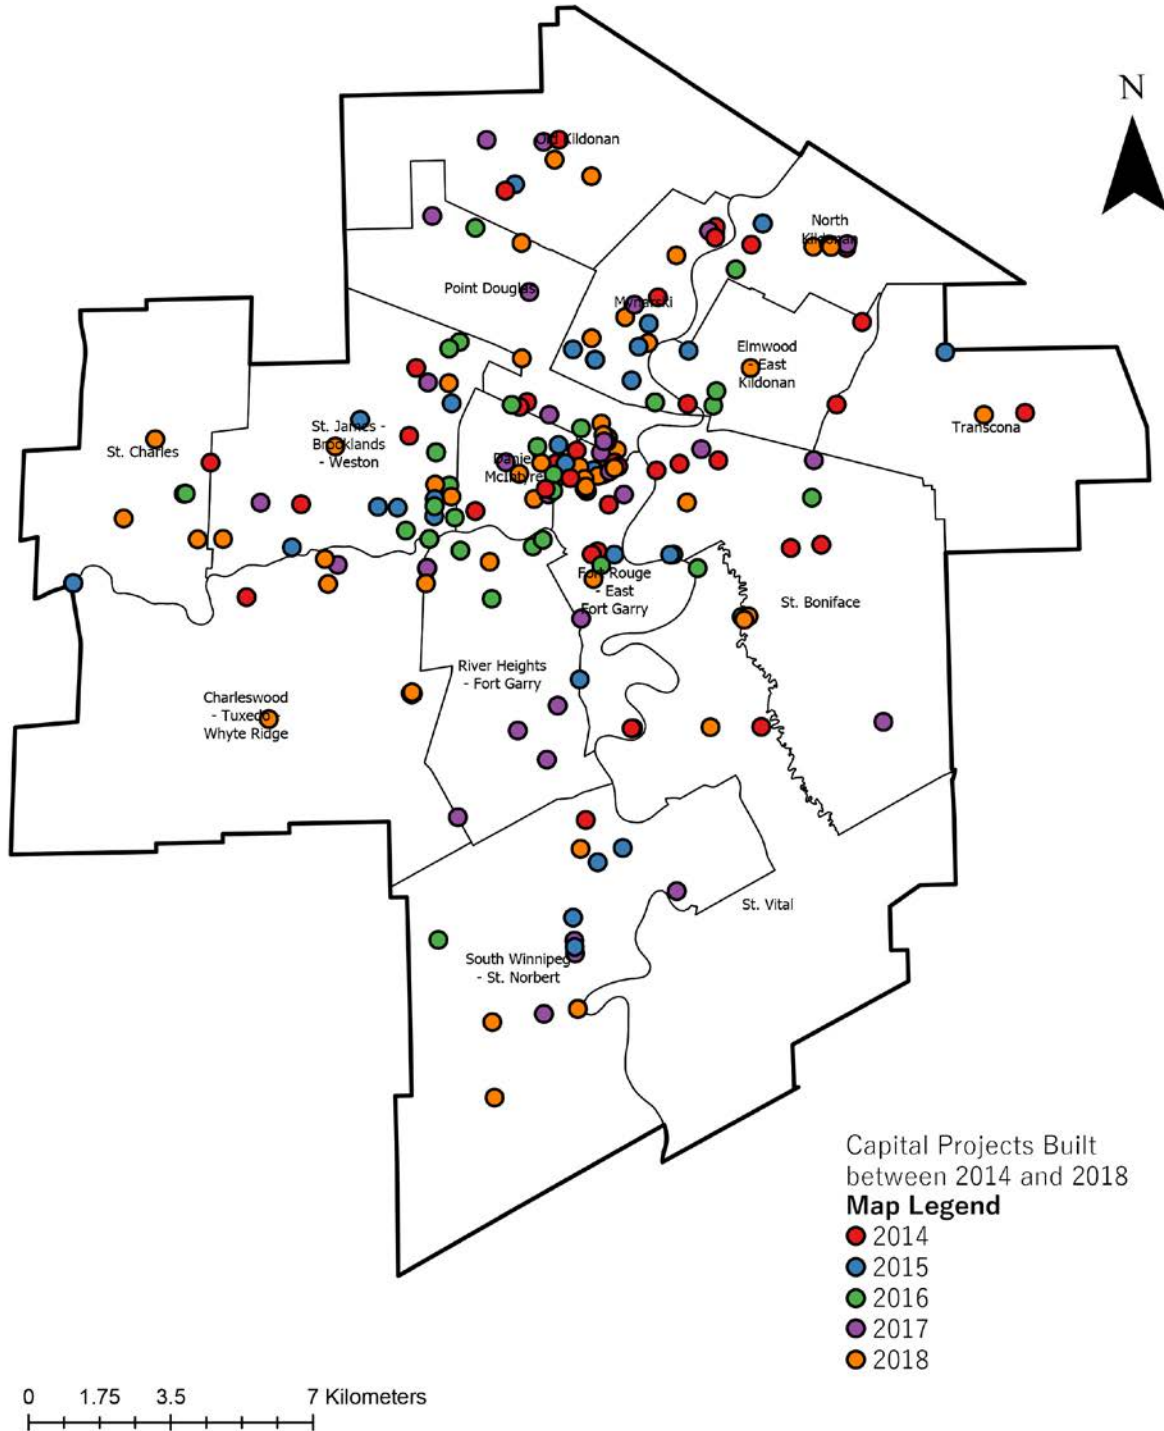 N
Old Kildonan
North
Kildonan
Point Douglas
Mynarski
Elmwood
- East
Kildonan
St. James -
Brooklands
- Weston
St. Charles
Transcona
Daniel
McIntyre
Fort Rouge
- East
Fort Garry
St. Boniface
River Heights
- Fort Garry
Charleswood
- Tuxedo -
Whyte Ridge
St. Vital
South Winnipeg
- St. Norbert
Capital Projects Built
between 2014 and 2018
Map Legend
2014
2015
2016
2017
2018
0 1.75 3.5 7 Kilometers